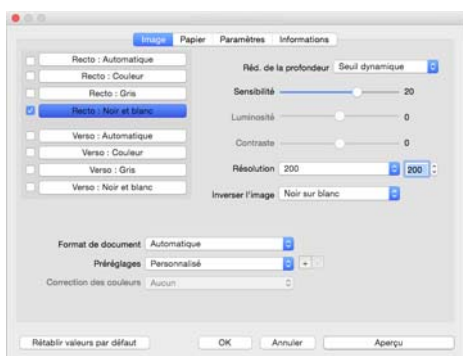 Image Papier Paramètres Informations
Recto : Automatique
Recto : Couleur
Recto : Gris
Recto : Noir et blanc
Verso : Automatique
Verso : Couleur
Verso : Gris
Verso : Noir et blanc
Réd. de la profondeur Seuil dynamique
Sensibilité 20
Luminosité 0
Contraste 0
Résolution 200 200
Inverser l'image Noir sur blanc
Format de document Automatique
Préréglages Personnalisé + -
Correction des couleurs Aucun
Rétablir valeurs par défaut OK Annuler Aperçu